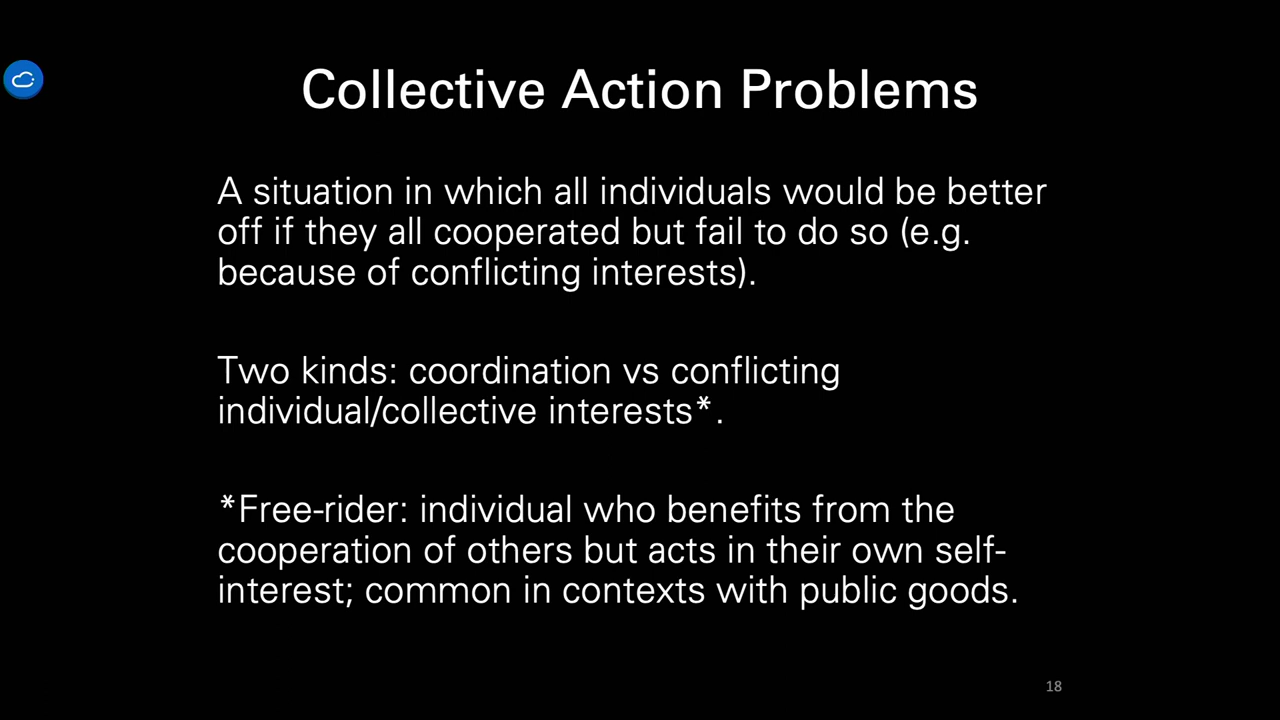 Collective Action Problems
A situation in which all individuals would be better
off if they all cooperated but fail to do so (e.g.
because of conflicting interests).
Two kinds: coordination vs conflicting
individual/collective interests*.
*Free-rider: individual who benefits from the
cooperation of others but acts in their own self-
interest; common in contexts with public goods.
18